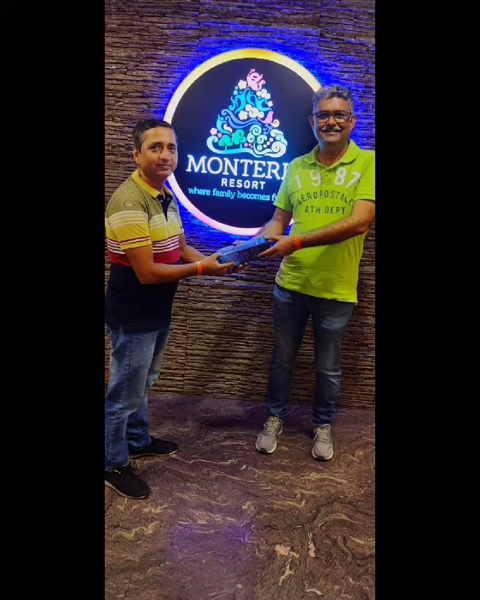 MONTERI
RESORT
where family becomes
1987
AEROPOSTALE
ATH. DEPT